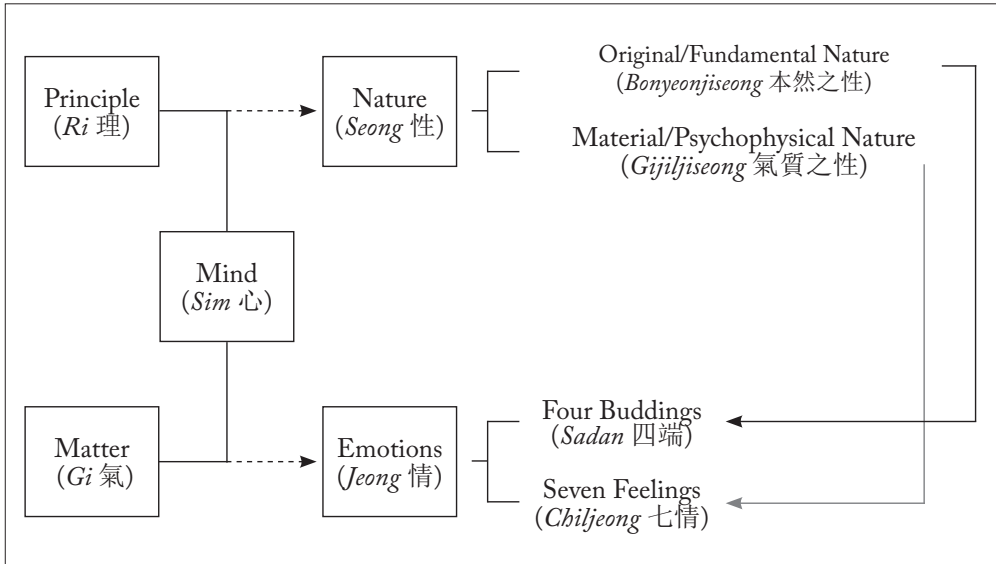 Principle
(Ri 理)
Nature
(Seong 性)
Original/Fundamental Nature
(Bonyeonjiseong 本然之性)
Material/Psychophysical Nature
(Gijiljiseong 氣質之性)
Mind
(Sim 心)
Matter
(Gi 氣)
Emotions
(Jeong 情)
Four Buddings
(Sadan 四端)
Seven Feelings
(Chiljeong 七情)